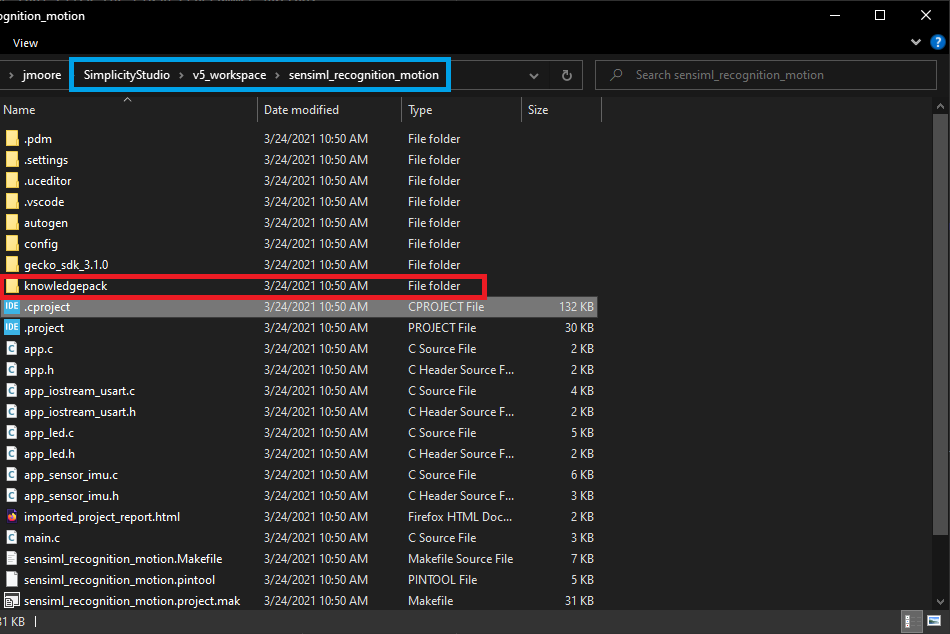 ognition_motion
View
jmoore > SimplicityStudio > v5_workspace > sensiml_recognition_motion
Search sensiml_recognition_motion
Name Date modified Type Size
.pdm 3/24/2021 10:50 AM File folder
.settings 3/24/2021 10:50 AM File folder
.uceditor 3/24/2021 10:50 AM File folder
.vscode 3/24/2021 10:50 AM File folder
autogen 3/24/2021 10:50 AM File folder
config 3/24/2021 10:50 AM File folder
gecko_sdk_3.1.0 3/24/2021 10:50 AM File folder
knowledgepack 3/24/2021 10:50 AM File folder
IDE .cproject 3/24/2021 10:50 AM CPROJECT File 132 KB
IDE .project 3/24/2021 10:50 AM PROJECT File 30 KB
C app.c 3/24/2021 10:50 AM C Source File 2 KB
C app.h 3/24/2021 10:50 AM C Header Source F... 2 KB
C app_iostream_usart.c 3/24/2021 10:50 AM C Source File 4 KB
C app_iostream_usart.h 3/24/2021 10:50 AM C Header Source F... 2 KB
C app_led.c 3/24/2021 10:50 AM C Source File 5 KB
C app_led.h 3/24/2021 10:50 AM C Header Source F... 2 KB
C app_sensor_imu.c 3/24/2021 10:50 AM C Source File 6 KB
C app_sensor_imu.h 3/24/2021 10:50 AM C Header Source F... 3 KB
imported_project_report.html 3/24/2021 10:50 AM Firefox HTML Doc... 2 KB
C main.c 3/24/2021 10:50 AM C Source File 3 KB
sensiml_recognition_motion.Makefile 3/24/2021 10:50 AM Makefile Source File 7 KB
sensiml_recognition_motion.pintool 3/24/2021 10:50 AM PINTOOL File 5 KB
sensiml_recognition_motion.project.mak 3/24/2021 10:50 AM Makefile 31 KB
31 KB